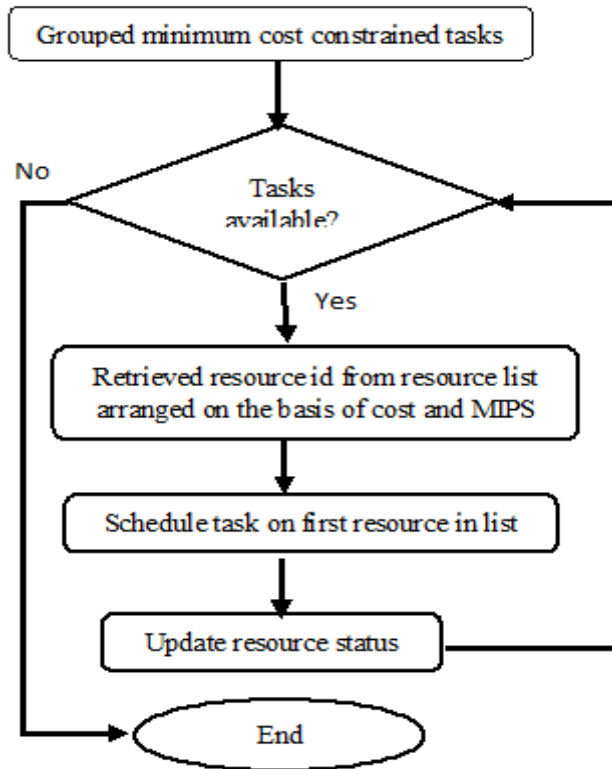 Grouped minimum cost constrained tasks
No
Tasks
available?
Yes
Retrieved resource id from resource list
arranged on the basis of cost and MIPS
Schedule task on first resource in list
Update resource status
End